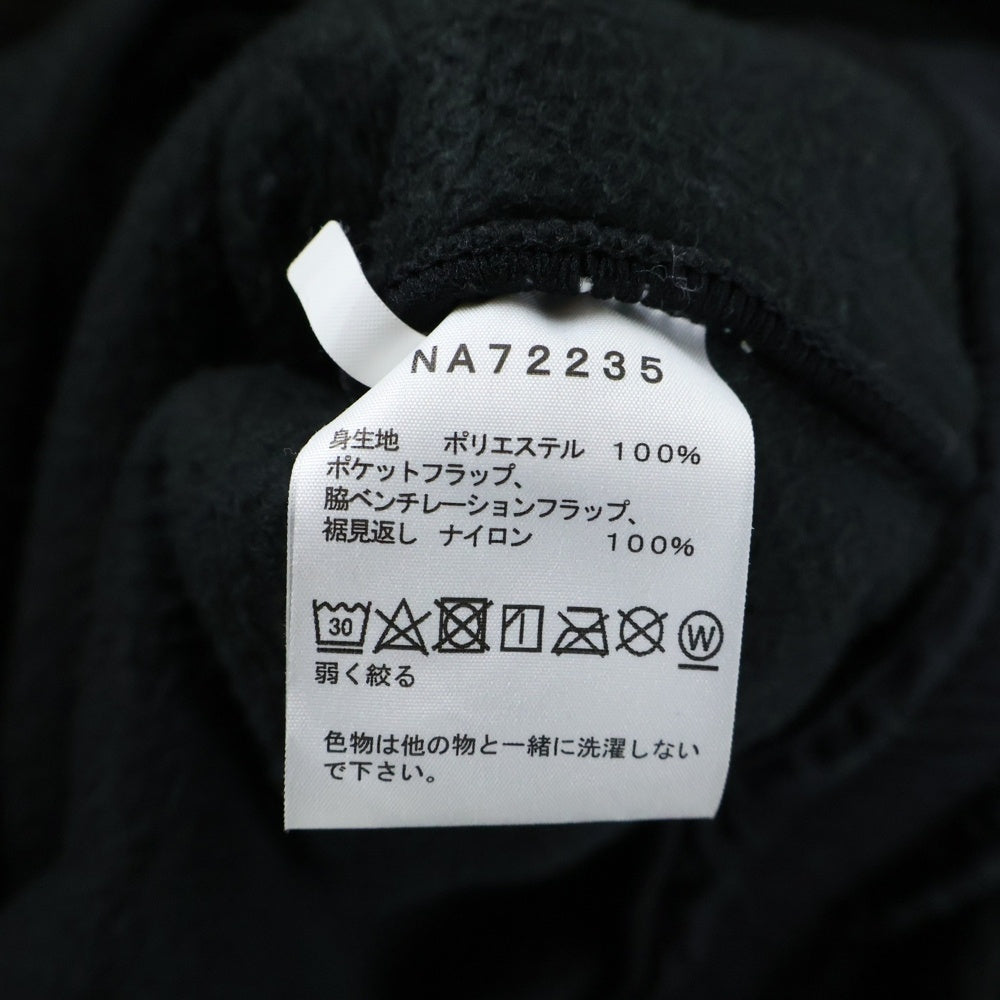 NA72235
身生地　ポリエステル　100%
ポケットフラップ、
脇ベンチレーションフラップ、
裾見返し　ナイロン　100%
30 W
弱く絞る
色物は他の物と一緒に洗濯しない
で下さい。